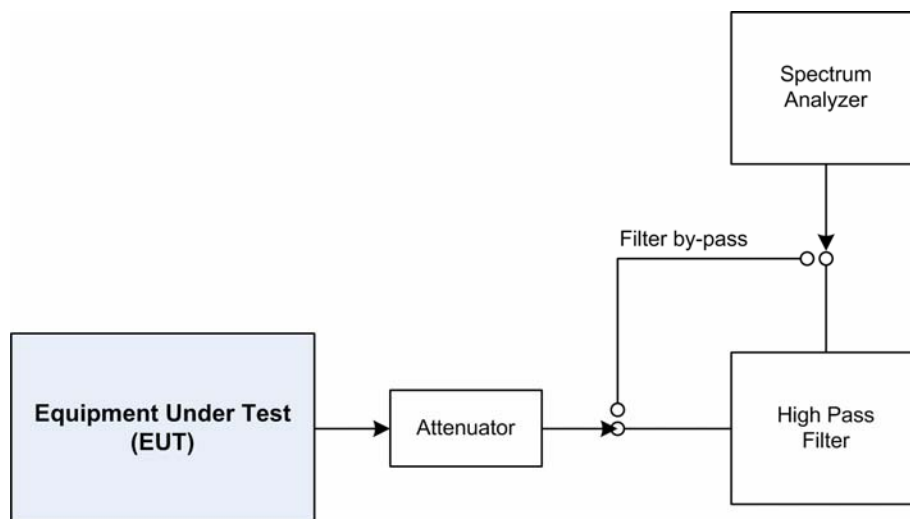 Spectrum
Analyzer
Filter by-pass
Equipment Under Test
(EUT)
Attenuator
High Pass
Filter